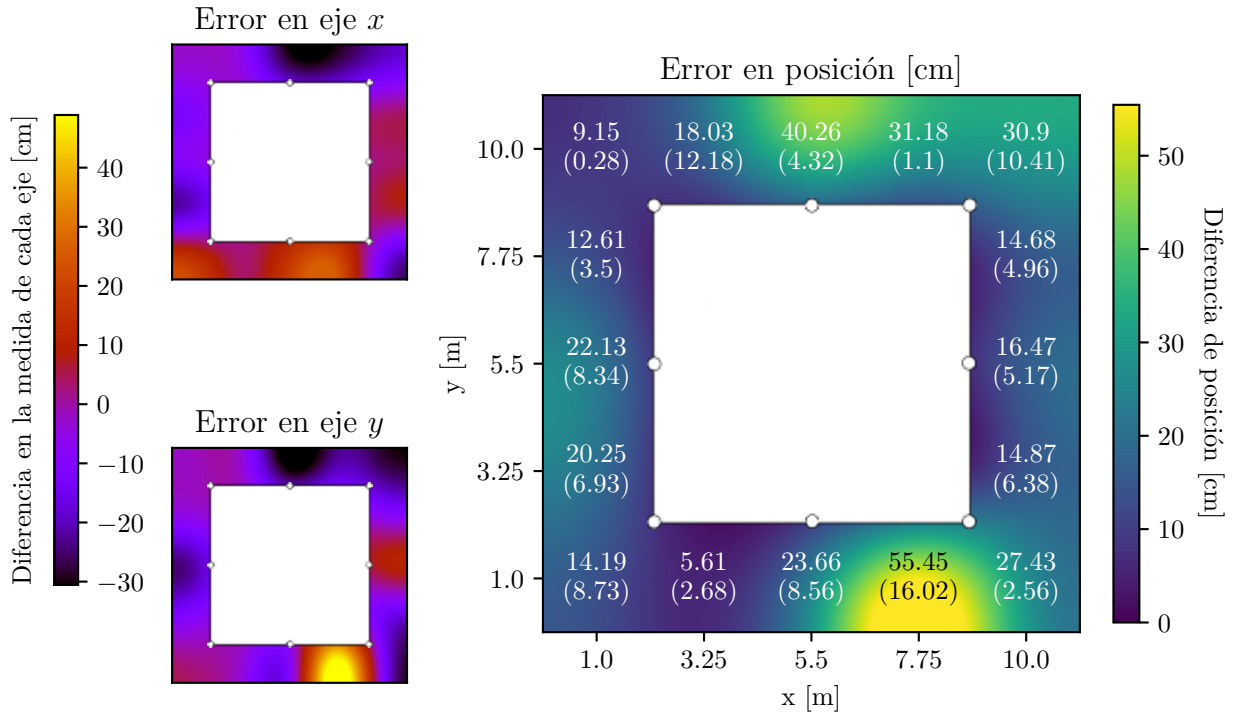 Error en eje x
Diferencia en la medida de cada eje [cm]
40
30
20
10
0
−10
−20
−30
Error en eje y
Error en posición [cm]
y [m]
10.0
7.75
5.5
3.25
1.0
9.15 18.03 40.26 31.18 30.9
(0.28) (12.18) (4.32) (1.1) (10.41)
12.61 14.68
(3.5) (4.96)
22.13 16.47
(8.34) (5.17)
20.25 14.87
(6.93) (6.38)
14.19 5.61 23.66 55.45 27.43
(8.73) (2.68) (8.56) (16.02) (2.56)
1.0 3.25 5.5 7.75 10.0
x [m]
50
40
30
20
10
0
Diferencia de posición [cm]